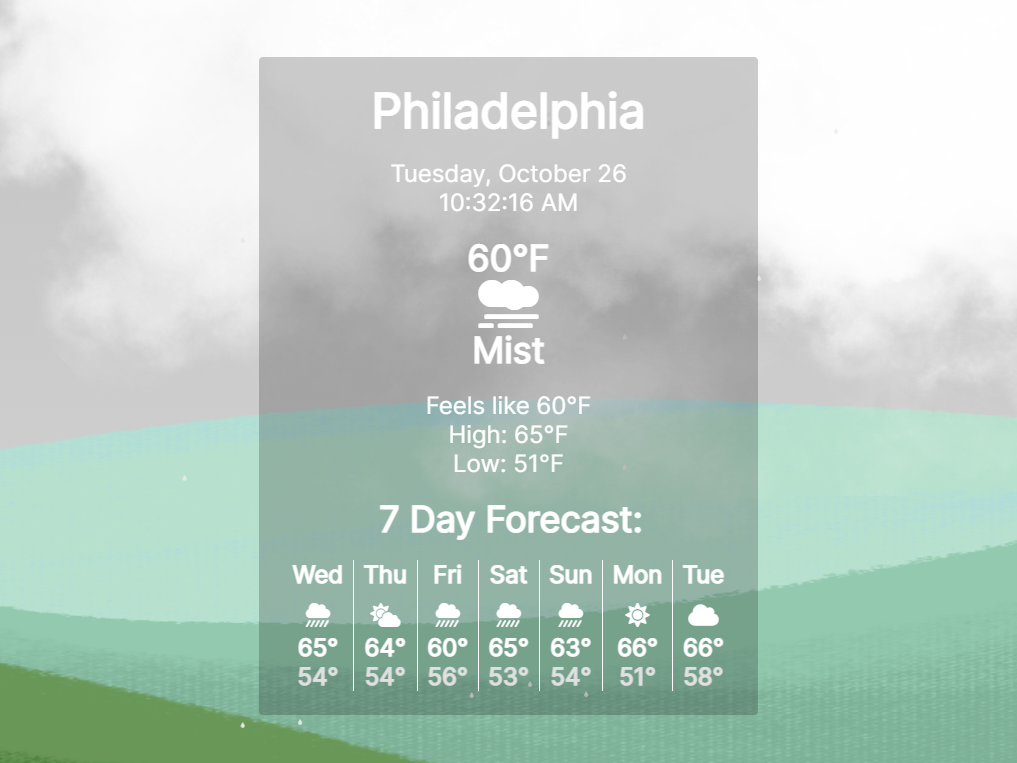 Philadelphia
Tuesday, October 26
10:32:16 AM
60°F
Mist
Feels like 60°F
High: 65°F
Low: 51°F
7 Day Forecast:
Wed Thu Fri Sat Sun Mon Tue
65° 64° 60° 65° 63° 66° 66°
54° 54° 56° 53° 54° 51° 58°